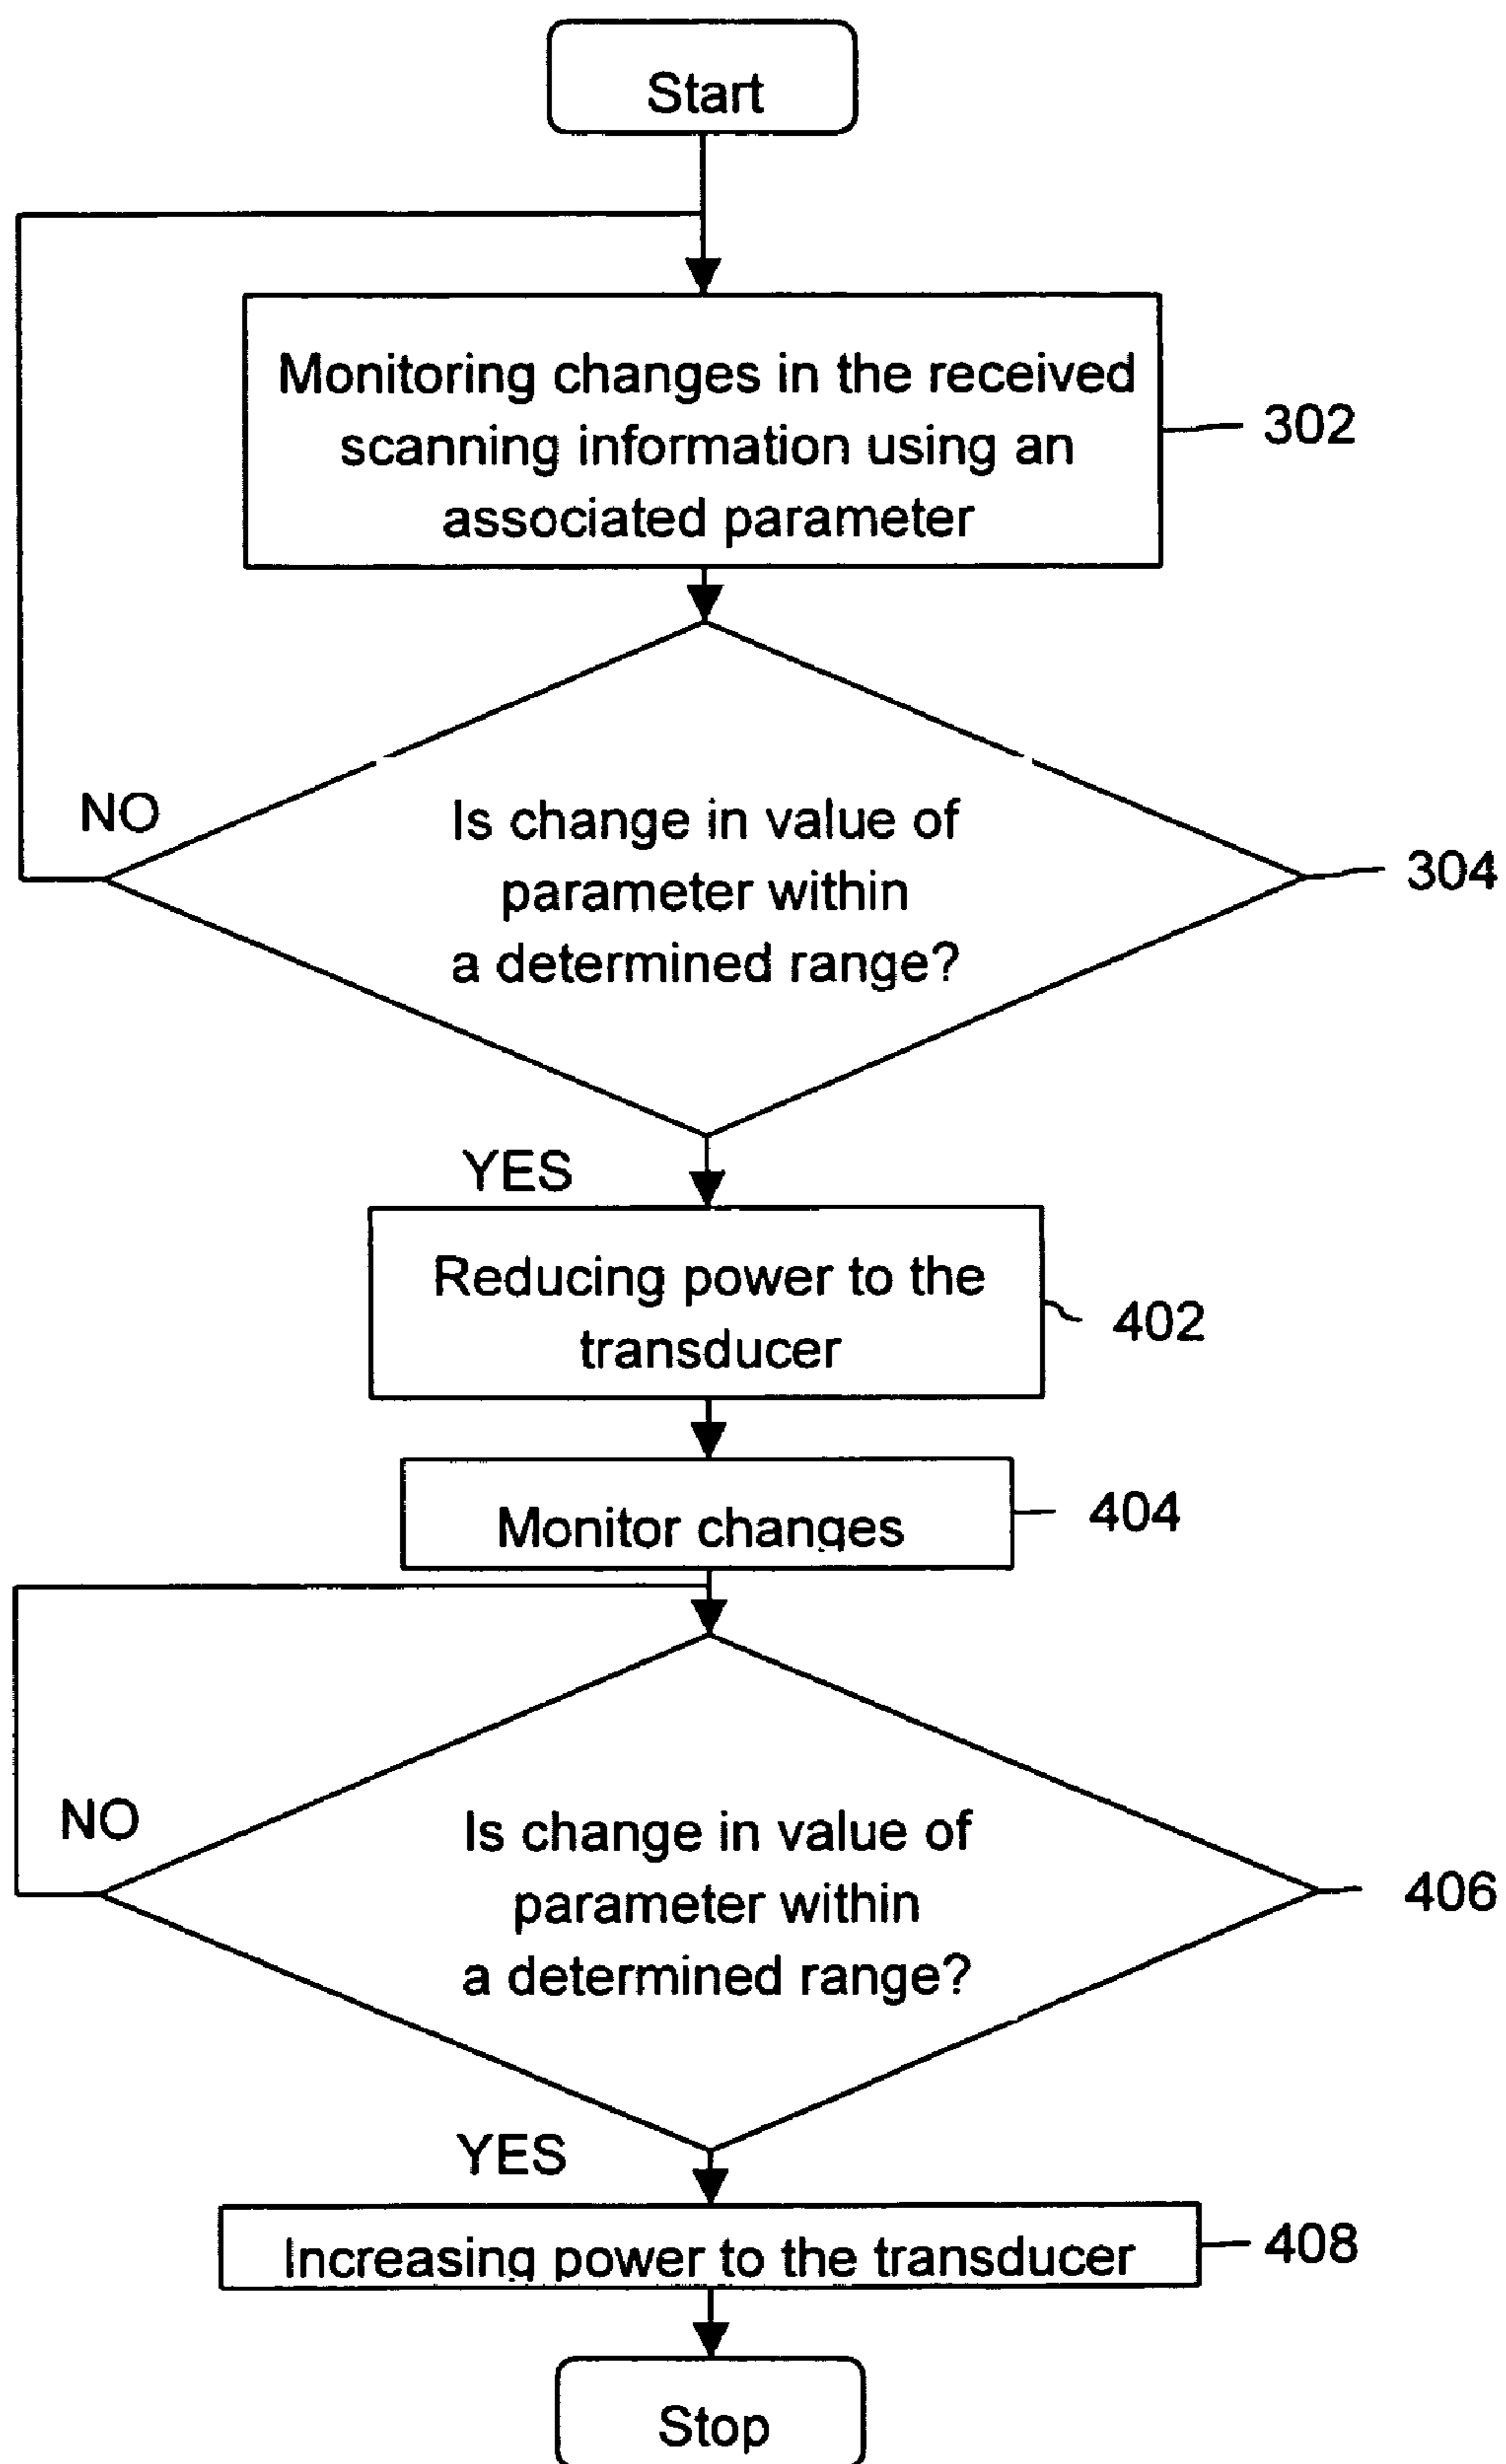 Start
Monitoring changes in the received
scanning information using an
associated parameter
302
NO
Is change in value of
parameter within
a determined range?
304
YES
Reducing power to the
transducer
402
Monitor changes
404
NO
Is change in value of
parameter within
a determined range?
406
YES
Increasing power to the transducer
408
Stop